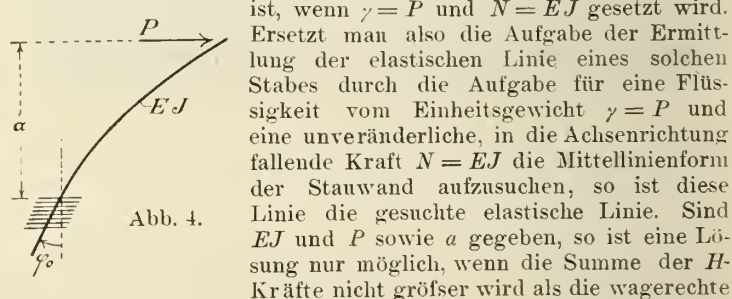 P
a
EJ
Abb. 4.
φ₀
ist, wenn γ = P und N = EJ gesetzt wird.
Ersetzt man also die Aufgabe der Ermitt-
lung der elastischen Linie eines solchen
Stabes durch die Aufgabe für eine Flüs-
sigkeit vom Einheitsgewicht γ = P und
eine unveränderliche, in die Achsenrichtung
fallende Kraft N = EJ die Mittellinienform
der Stauwand aufzusuchen, so ist diese
Linie die gesuchte elastische Linie. Sind
EJ und P sowie a gegeben, so ist eine Lö-
sung nur möglich, wenn die Summe der H-
Kräfte nicht gröfser wird als die wagerechte